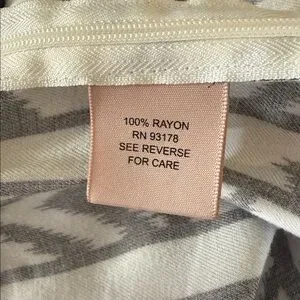 100% RAYON
RN 93178
SEE REVERSE
FOR CARE